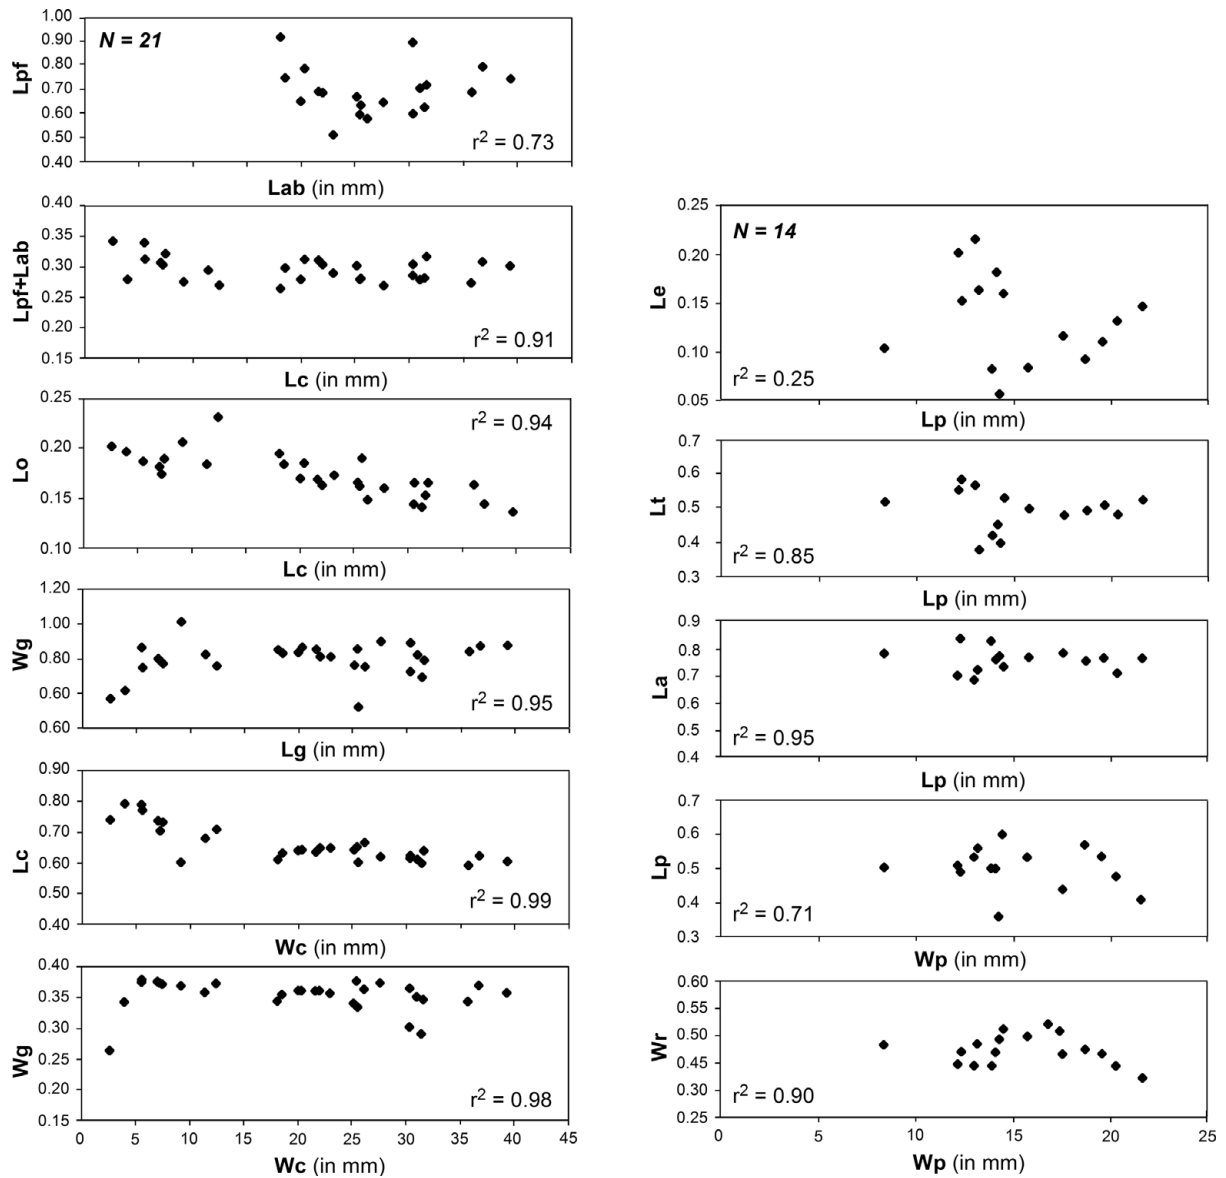 1.00
0.90
0.80
0.70
0.60
0.50
0.40
Lpf
N = 21
r² = 0.73
Lab (in mm)
0.40
0.35
0.30
0.25
0.20
0.15
Lpf+Lab
r² = 0.91
Lc (in mm)
0.25
0.20
0.15
0.10
Lo
r² = 0.94
Lc (in mm)
1.20
1.00
0.80
0.60
0.60
Wg
r² = 0.95
Lg (in mm)
0.90
0.80
0.70
0.60
0.50
0.40
Lc
r² = 0.99
Wc (in mm)
0.40
0.35
0.30
0.25
0.20
0.15
Wg
r² = 0.98
0 5 10 15 20 25 30 35 40 45
Wc (in mm)
0.25
0.20
0.15
0.10
0.05
Le
N = 14
r² = 0.25
Lp (in mm)
0.7
0.6
0.5
0.4
0.3
Lt
r² = 0.85
Lp (in mm)
0.9
0.8
0.7
0.6
0.5
0.4
La
r² = 0.95
Lp (in mm)
0.7
0.6
0.5
0.4
0.3
Lp
r² = 0.71
Wp (in mm)
0.60
0.50
0.45
0.30
0.25
Wr
r² = 0.90
0 5 10 15 20 25
Wp (in mm)